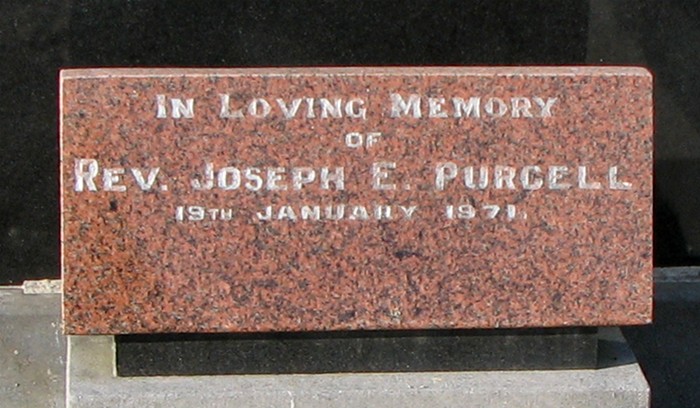 IN LOVING MEMORY
OF
REV. JOSEPH E. PURCELL
19TH JANUARY 1971.